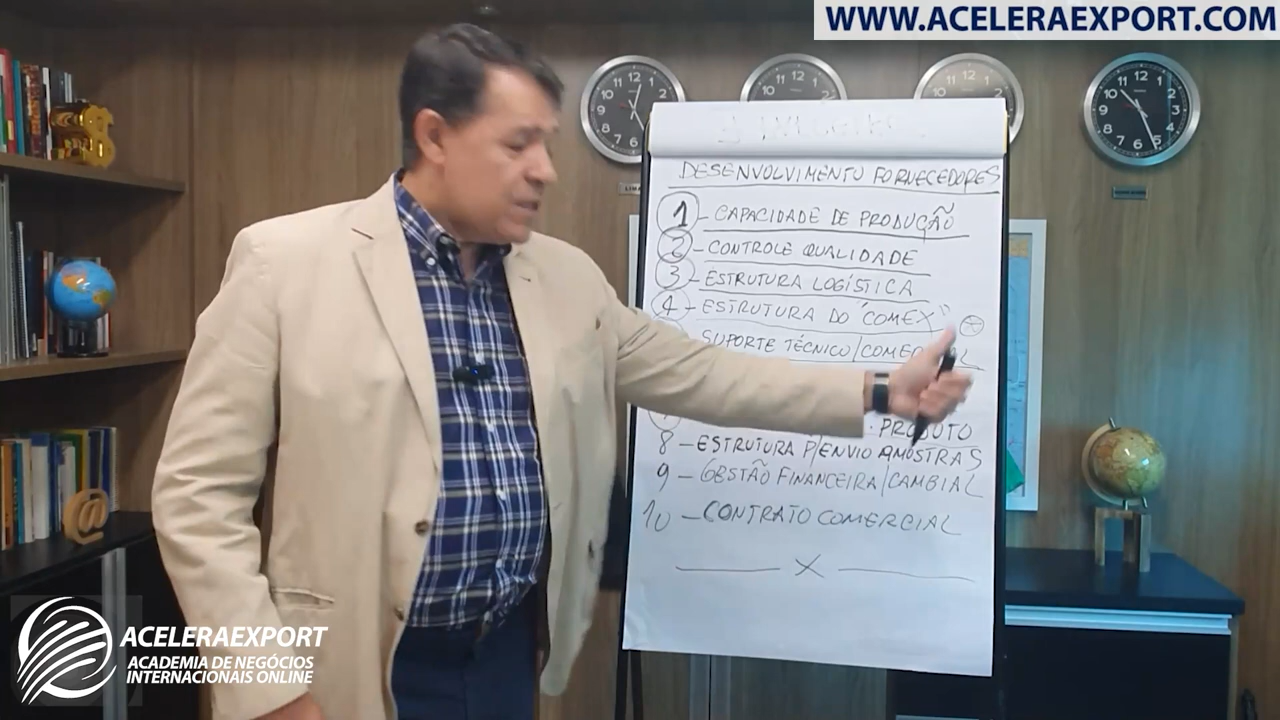 WWW.ACELERAEXPORT.COM
DESENVOLVIMENTO FORNECEDORES
1 - CAPACIDADE DE PRODUÇÃO
2 - CONTROLE QUALIDADE
3 - ESTRUTURA LOGÍSTICA
4 - ESTRUTURA DO "COMEX"
SUPORTE TÉCNICO/COMERCIAL
PRODUTO
8 - ESTRUTURA P/ENVIO AMOSTRAS
9 - GESTÃO FINANCEIRA/CAMBIAL
10 - CONTRATO COMERCIAL
X
ACELERAEXPORT
ACADEMIA DE NEGÓCIOS
INTERNACIONAIS ONLINE